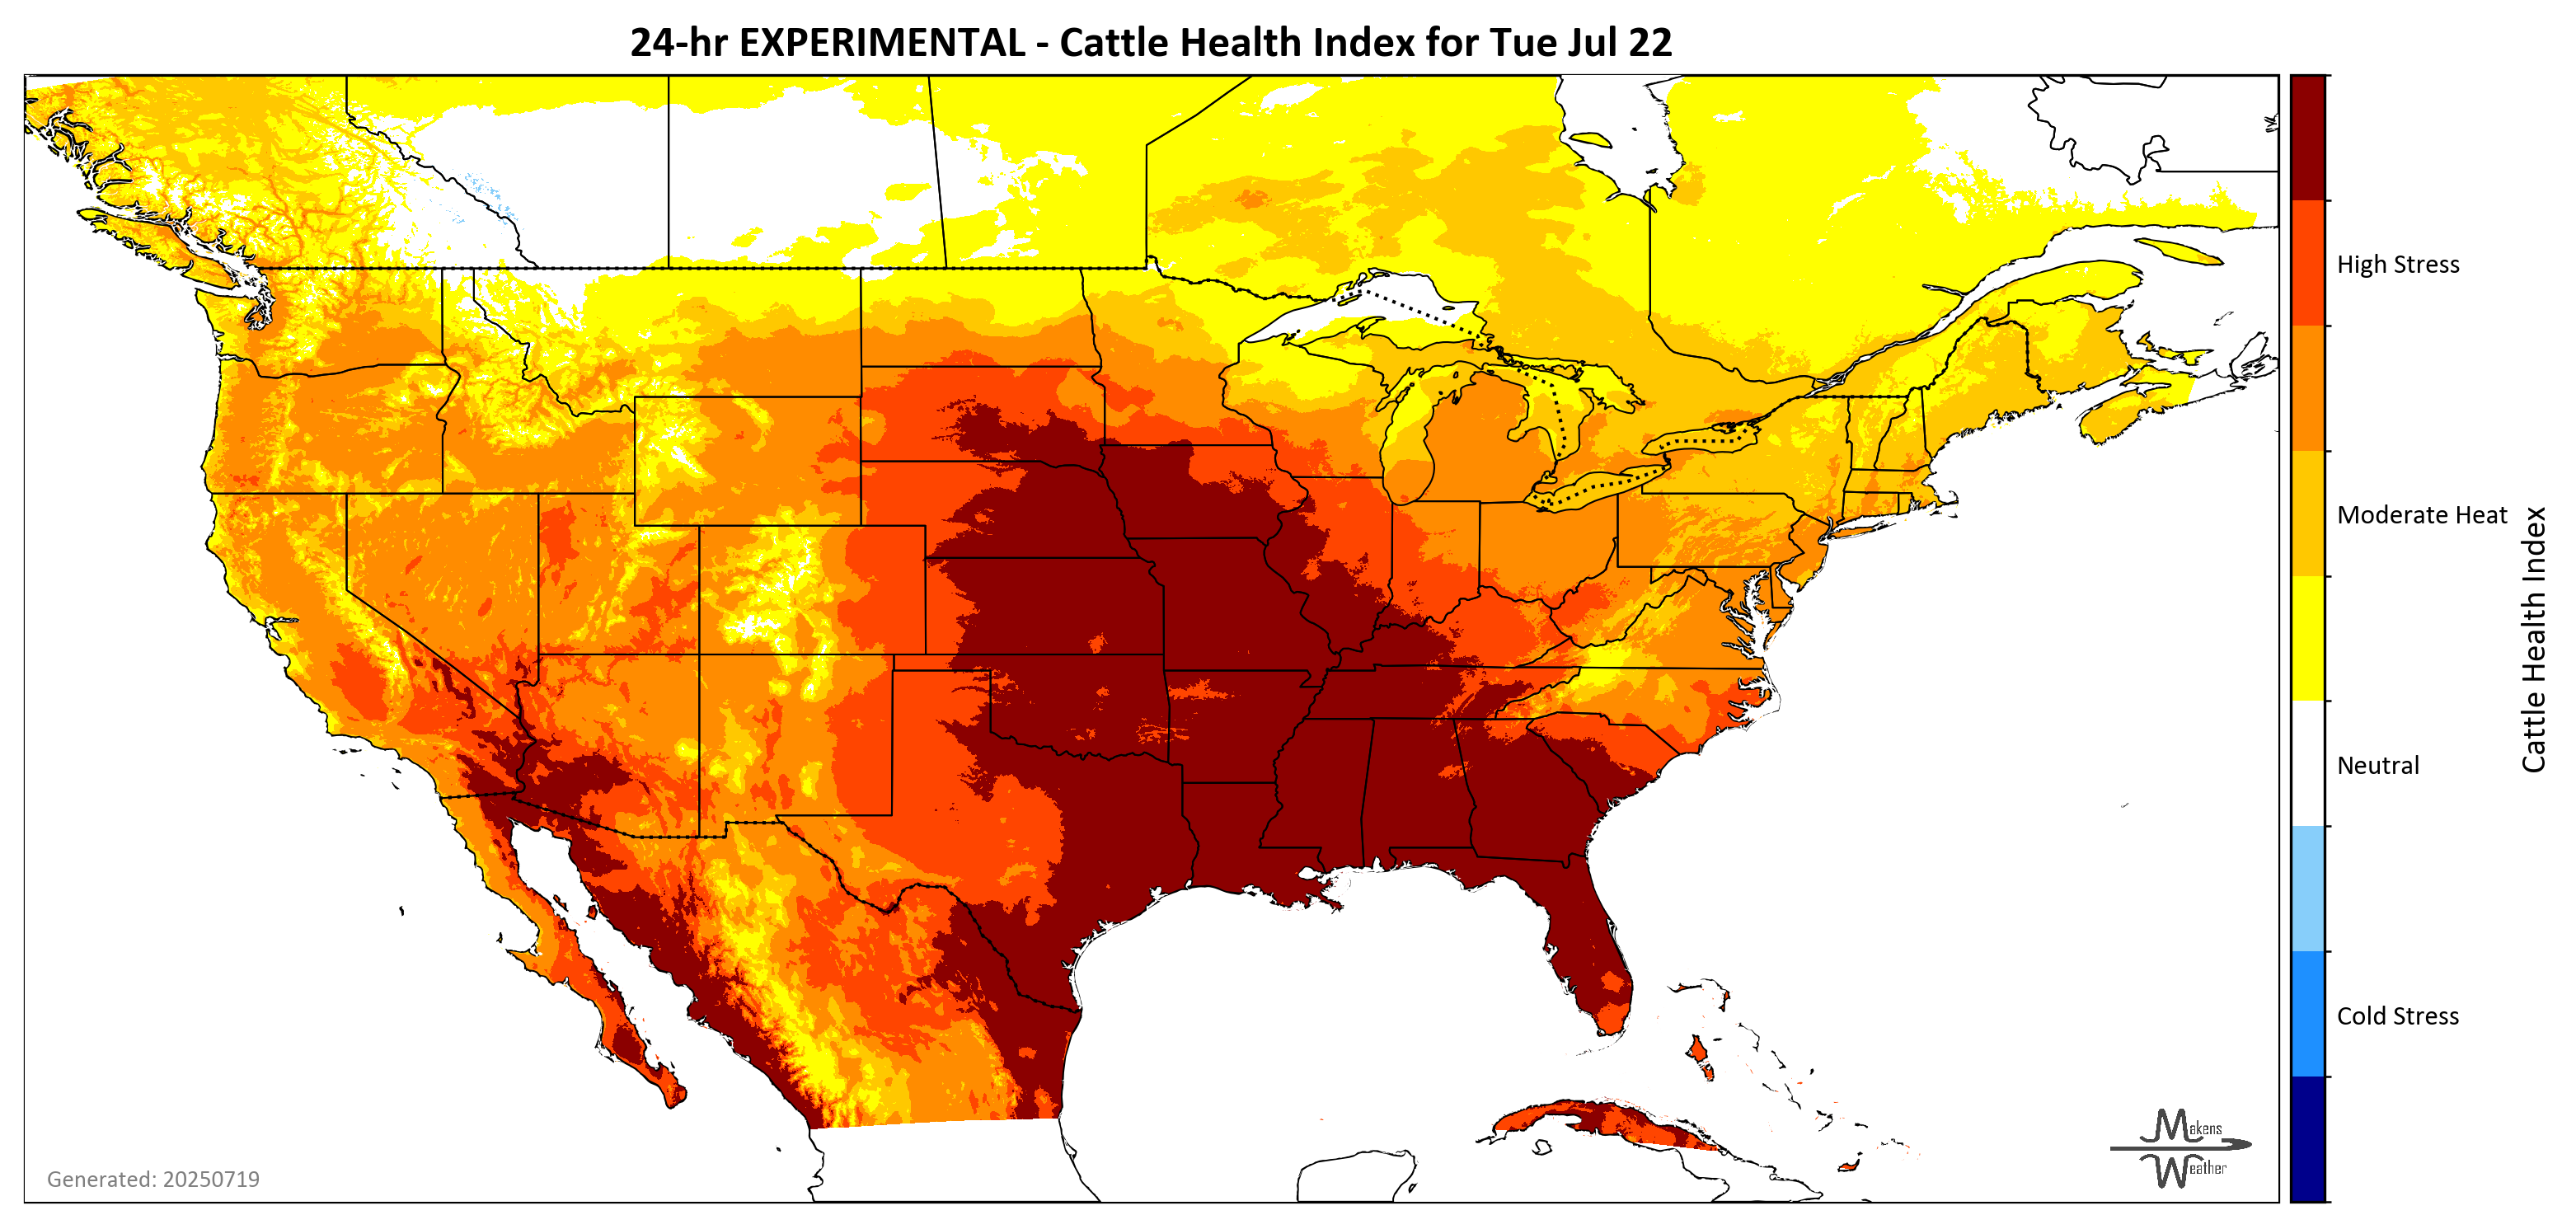 24-hr EXPERIMENTAL - Cattle Health Index for Tue Jul 22
High Stress
Moderate Heat
Neutral
Cold Stress
Cattle Health Index
Makens
Weather
Generated: 20250719